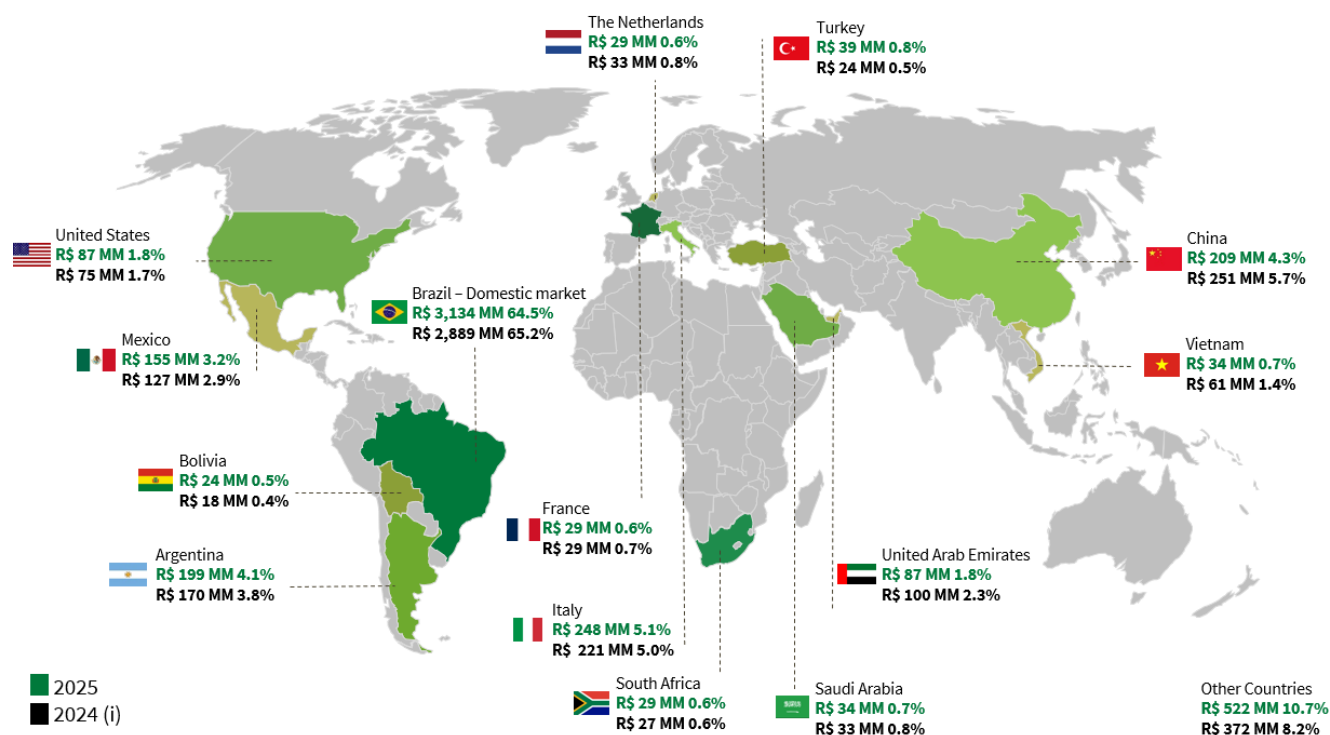 The Netherlands
R$ 29 MM 0.6%
R$ 33 MM 0.8%
Turkey
R$ 39 MM 0.8%
R$ 24 MM 0.5%
United States
R$ 87 MM 1.8%
R$ 75 MM 1.7%
China
R$ 209 MM 4.3%
R$ 251 MM 5.7%
Brazil – Domestic market
R$ 3,134 MM 64.5%
R$ 2,889 MM 65.2%
Mexico
R$ 155 MM 3.2%
R$ 127 MM 2.9%
Vietnam
R$ 34 MM 0.7%
R$ 61 MM 1.4%
Bolivia
R$ 24 MM 0.5%
R$ 18 MM 0.4%
France
R$ 29 MM 0.6%
R$ 29 MM 0.7%
Argentina
R$ 199 MM 4.1%
R$ 170 MM 3.8%
United Arab Emirates
R$ 87 MM 1.8%
R$ 100 MM 2.3%
Italy
R$ 248 MM 5.1%
R$ 221 MM 5.0%
South Africa
R$ 29 MM 0.6%
R$ 27 MM 0.6%
Saudi Arabia
R$ 34 MM 0.7%
R$ 33 MM 0.8%
Other Countries
R$ 522 MM 10.7%
R$ 372 MM 8.2%
2025
2024 (i)